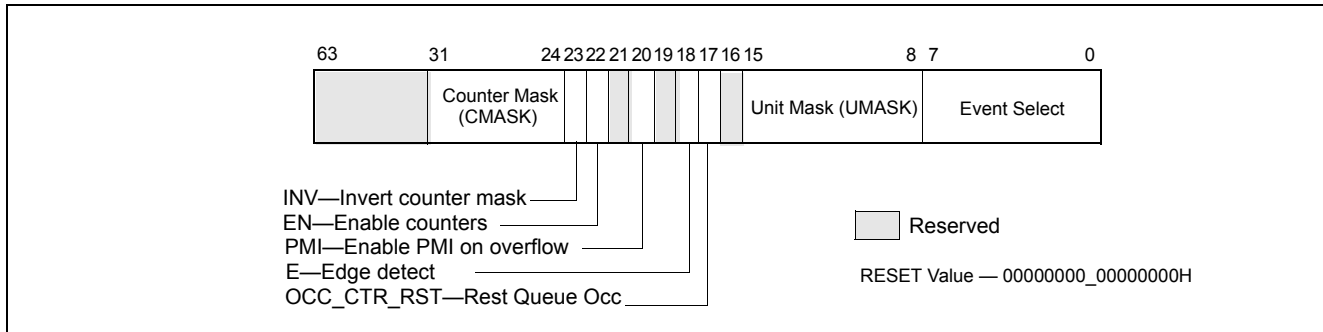 63 31 24 23 22 21 20 19 18 17 16 15 8 7 0
Counter Mask
(CMASK)
Unit Mask (UMASK)
Event Select
INV—Invert counter mask
EN—Enable counters
PMI—Enable PMI on overflow
E—Edge detect
OCC_CTR_RST—Rest Queue Occ
Reserved
RESET Value — 00000000_00000000H